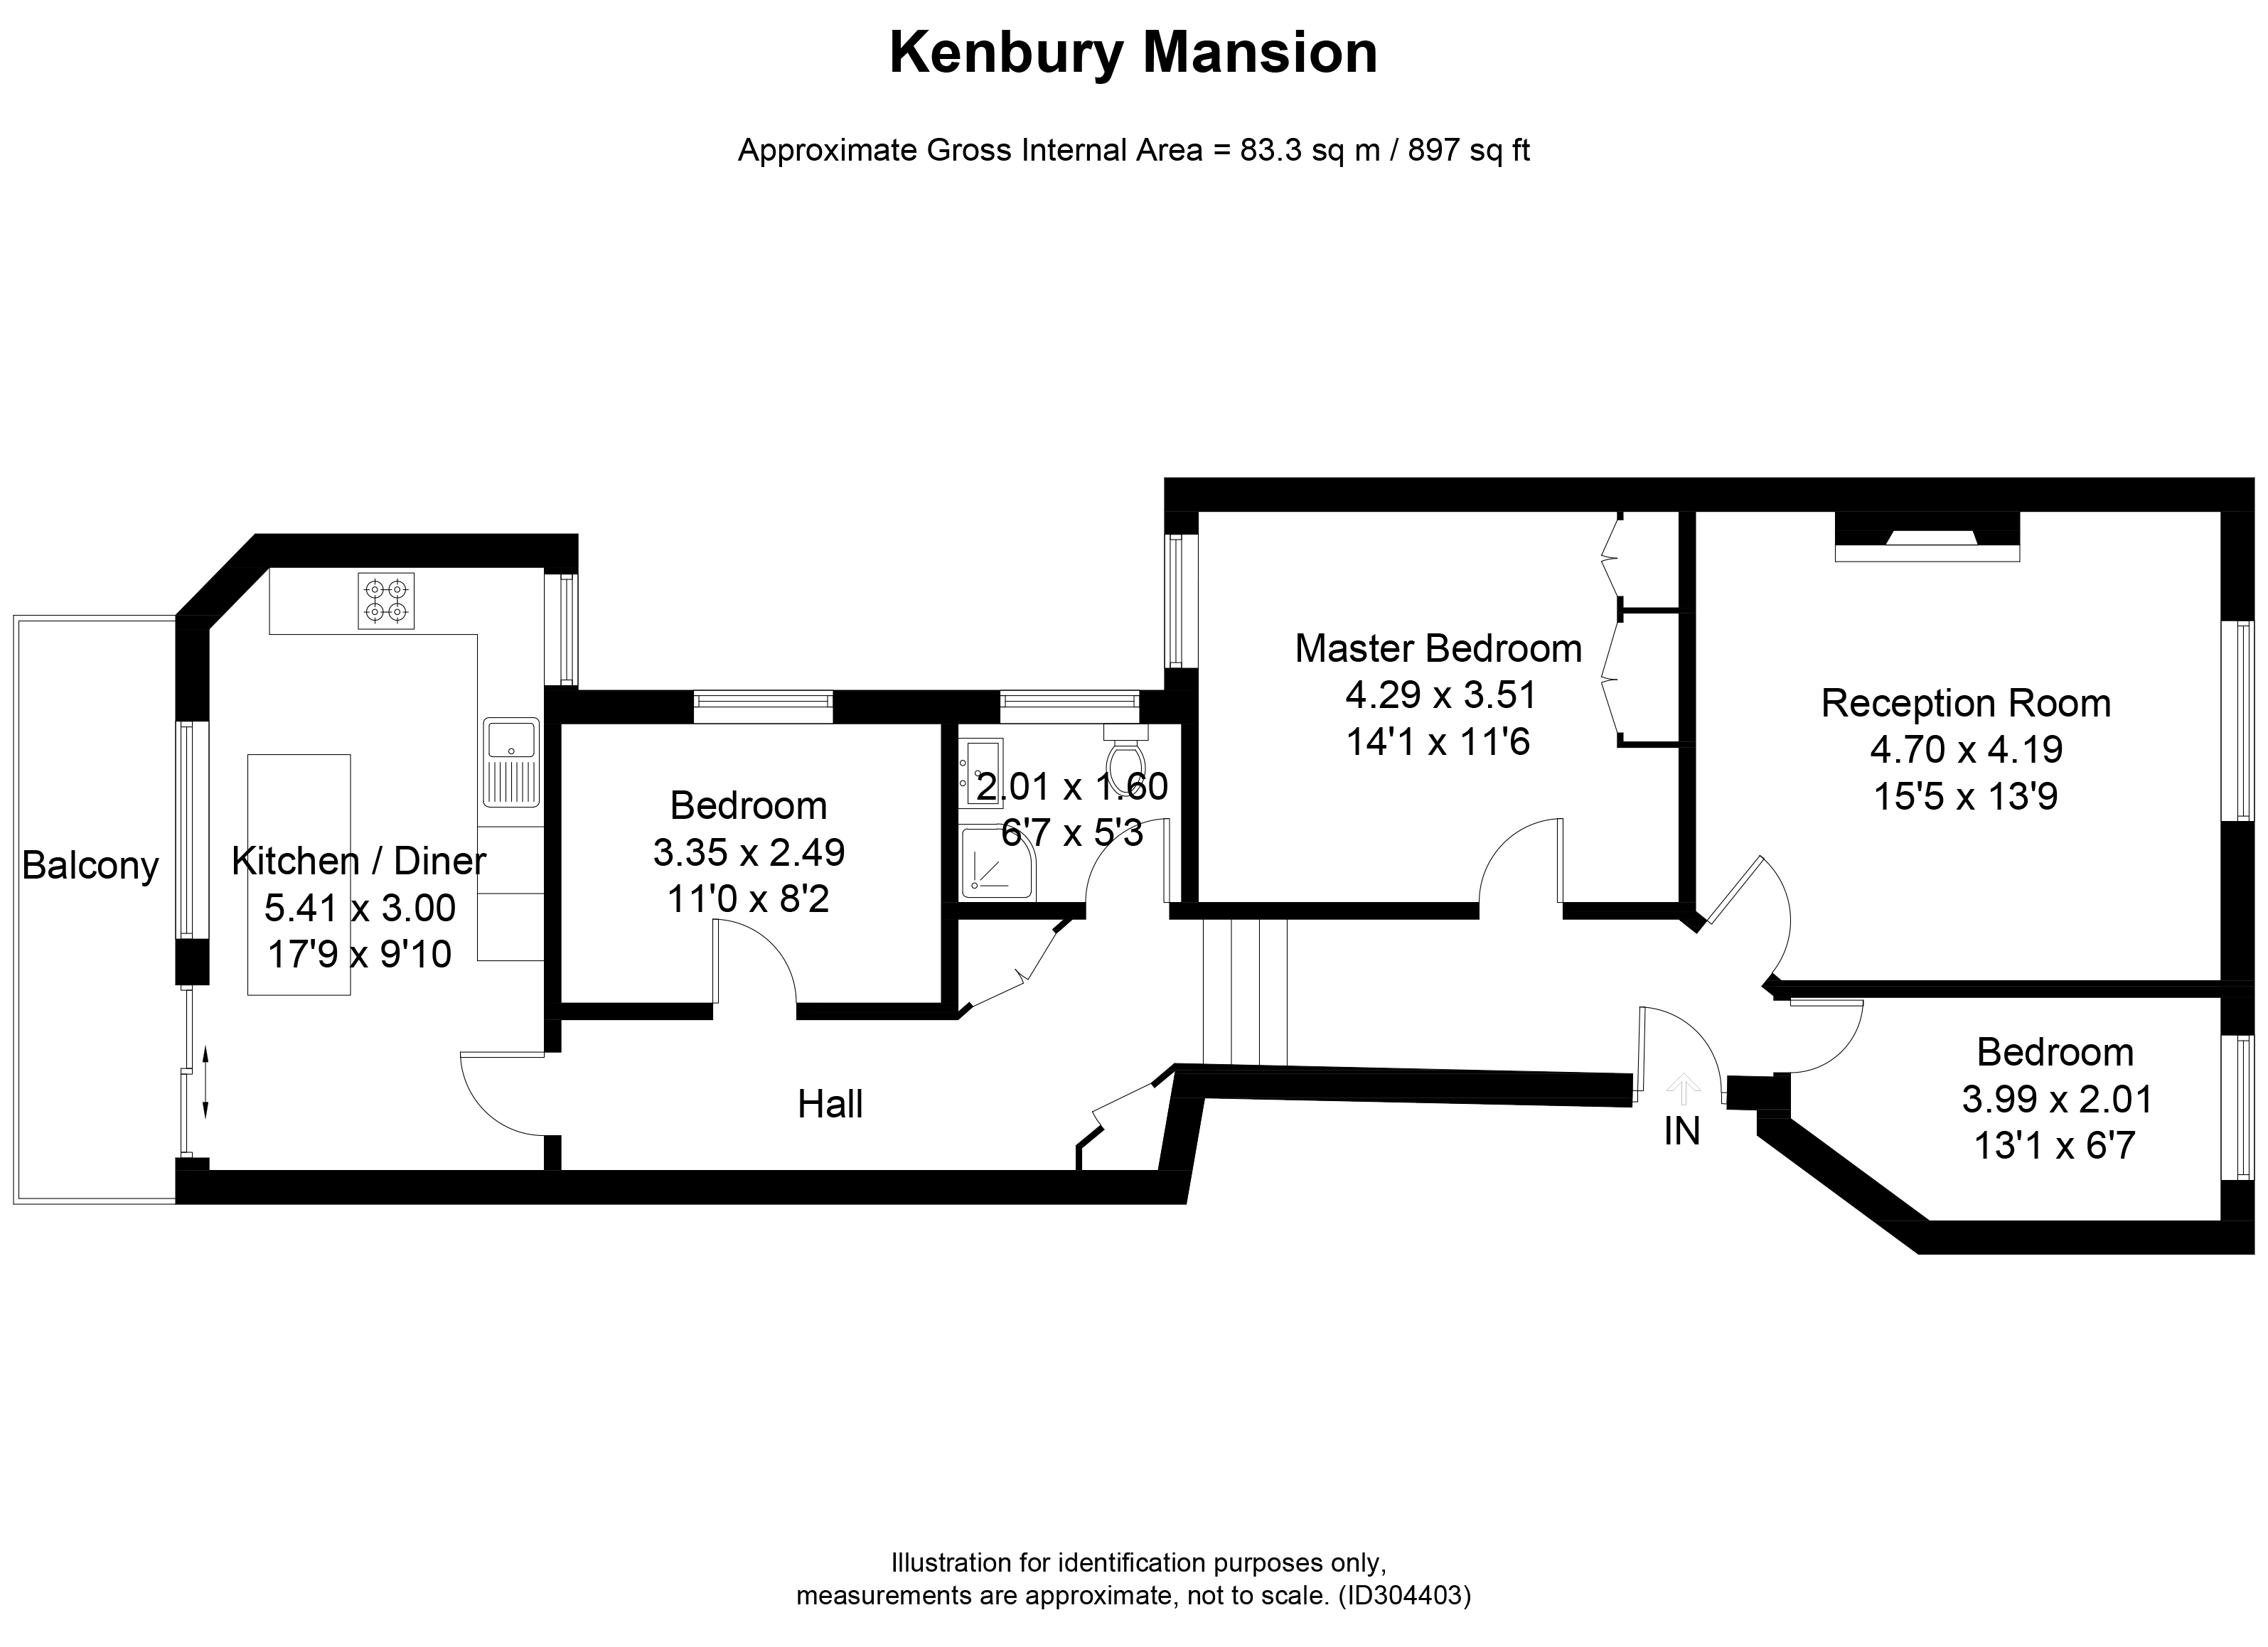 Kenbury Mansion
Approximate Gross Internal Area = 83.3 sq m / 897 sq ft
Master Bedroom
4.29 x 3.51
14'1 x 11'6
Reception Room
4.70 x 4.19
15'5 x 13'9
2.01 x 1.60
6'7 x 5'3
Bedroom
3.35 x 2.49
11'0 x 8'2
Balcony
Kitchen / Diner
5.41 x 3.00
17'9 x 9'10
Hall
IN
Bedroom
3.99 x 2.01
13'1 x 6'7
Illustration for identification purposes only,
measurements are approximate, not to scale. (ID304403)